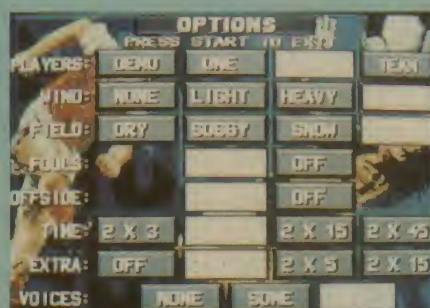 OPTIONS
PRESS START TO EXIT
PLAYERS: DEMO ONE TEAM
WIND: NONE LIGHT HEAVY
FIELD: DRY SOGGY SNOW
FOULS: OFF
OFFSIDE: OFF
TIME: 2 X 3 2 X 15 2 X 45
EXTRA: OFF 2 X 5 2 X 15
VOICES: NONE SOME